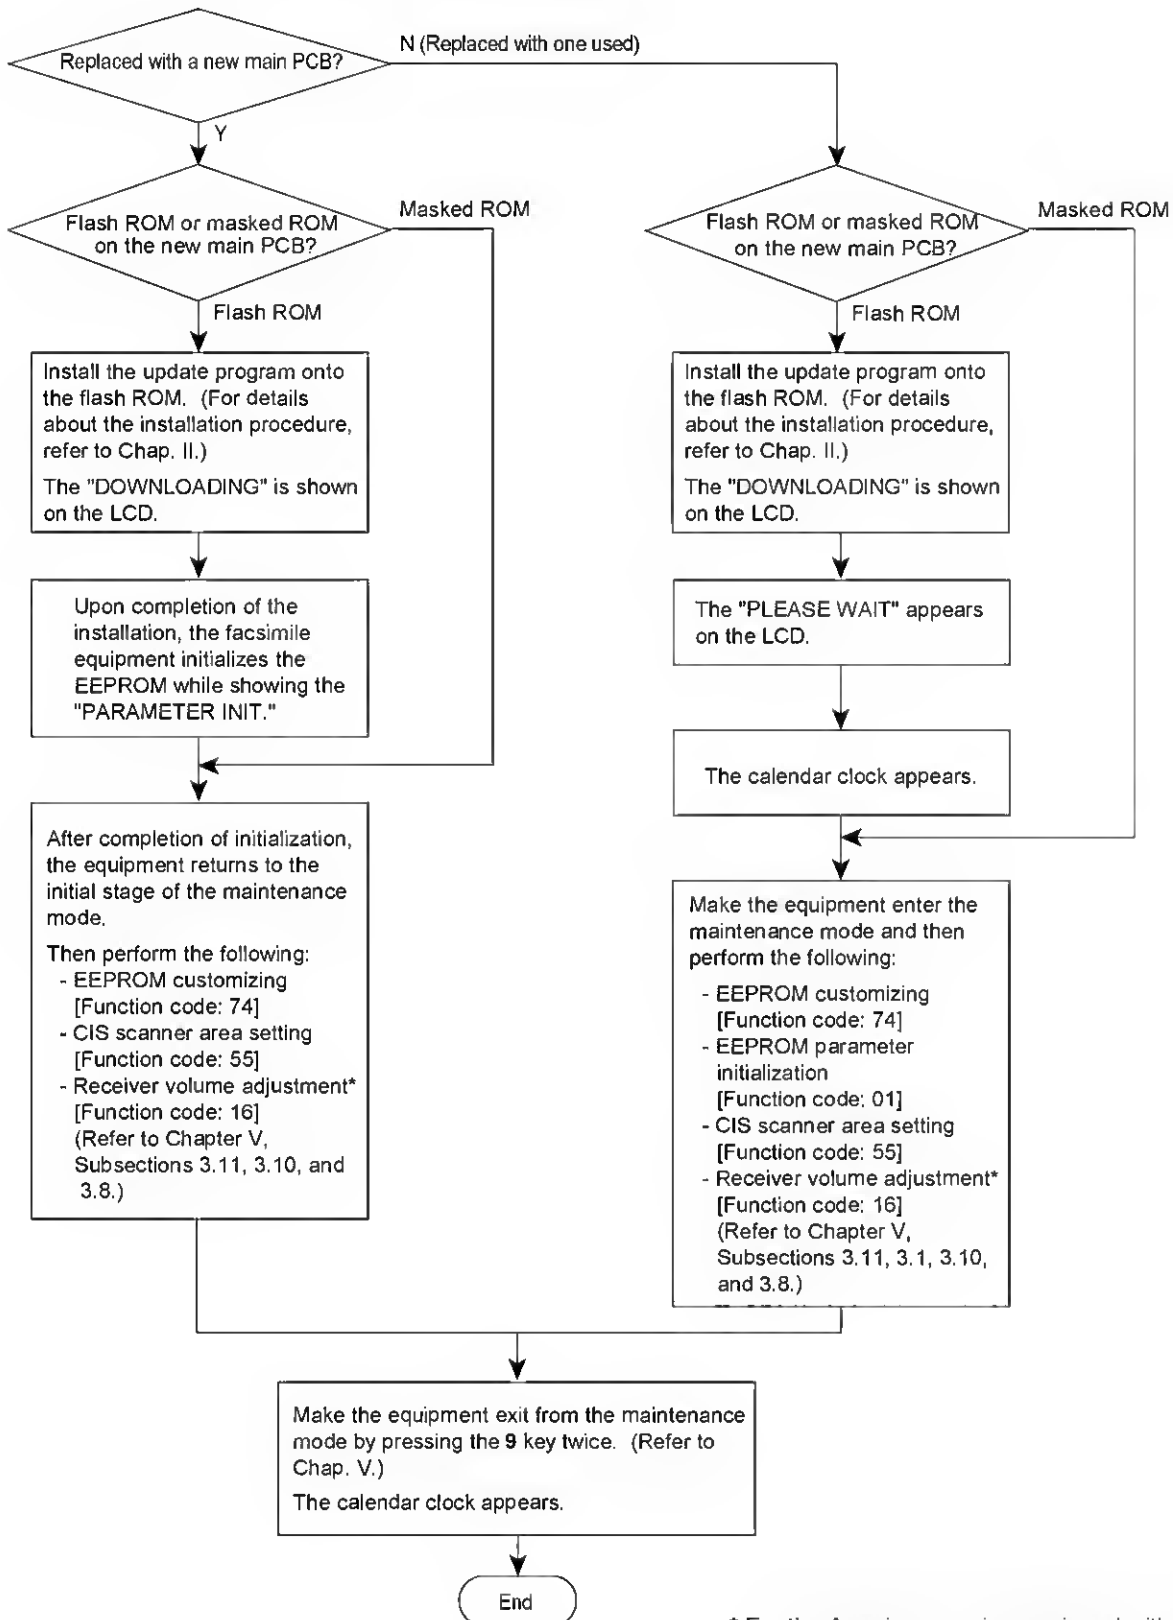 Replaced with a new main PCB?
N (Replaced with one used)
Y
Flash ROM or masked ROM
on the new main PCB?
Masked ROM
Flash ROM
Install the update program onto
the flash ROM. (For details
about the installation procedure,
refer to Chap. II.)
The "DOWNLOADING" is shown
on the LCD.
Upon completion of the
installation, the facsimile
equipment initializes the
EEPROM while showing the
"PARAMETER INIT."
After completion of initialization,
the equipment returns to the
initial stage of the maintenance
mode.
Then perform the following:
- EEPROM customizing
[Function code: 74]
- CIS scanner area setting
[Function code: 55]
- Receiver volume adjustment*
[Function code: 16]
(Refer to Chapter V,
Subsections 3.11, 3.10, and
3.8.)
Flash ROM or masked ROM
on the new main PCB?
Masked ROM
Flash ROM
Install the update program onto
the flash ROM. (For details
about the installation procedure,
refer to Chap. II.)
The "DOWNLOADING" is shown
on the LCD.
The "PLEASE WAIT" appears
on the LCD.
The calendar clock appears.
Make the equipment enter the
maintenance mode and then
perform the following:
- EEPROM customizing
[Function code: 74]
- EEPROM parameter
initialization
[Function code: 01]
- CIS scanner area setting
[Function code: 55]
- Receiver volume adjustment*
[Function code: 16]
(Refer to Chapter V,
Subsections 3.11, 3.1, 3.10,
and 3.8.)
Make the equipment exit from the maintenance
mode by pressing the 9 key twice. (Refer to
Chap. V.)
The calendar clock appears.
End